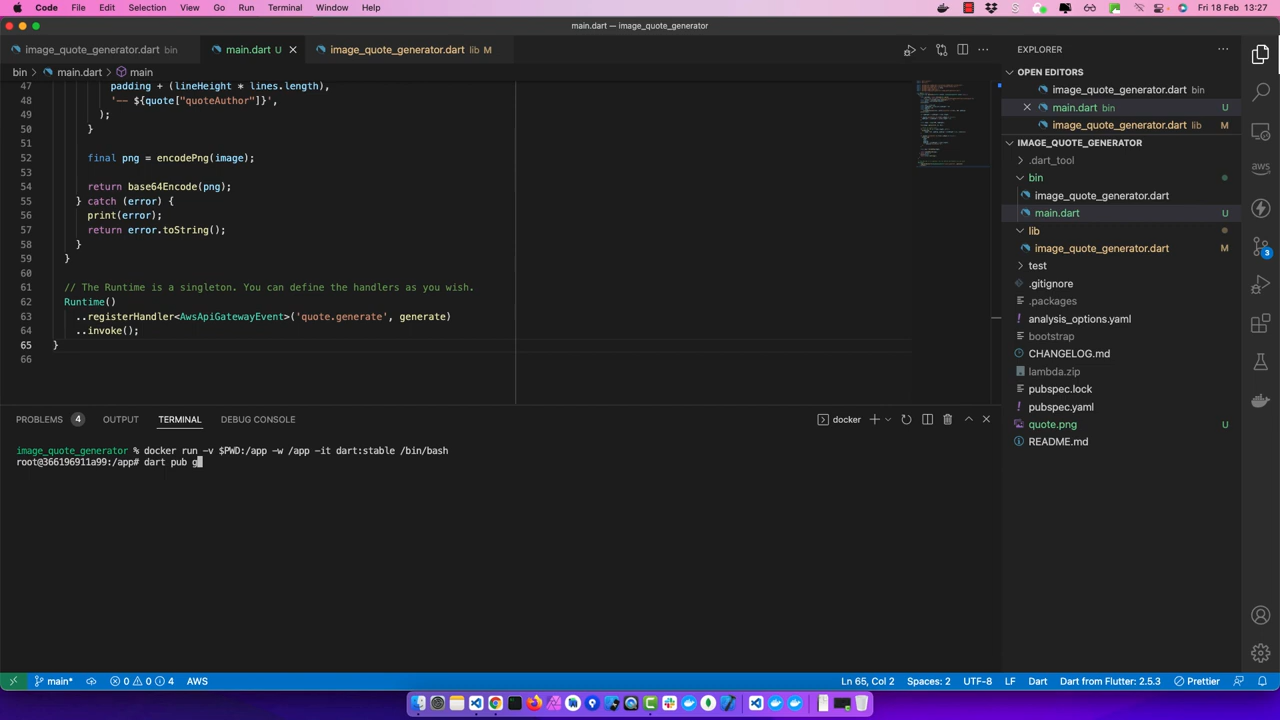 Code File Edit Selection View Go Run Terminal Window Help
Fri 18 Feb 13:27
main.dart — image_quote_generator
image_quote_generator.dart bin
main.dart U
image_quote_generator.dart lib M
bin > main.dart > main
47 padding + (lineHeight * lines.length),
48 '—— ${quote["quoteAuthor"]}',
49 );
50 }
51
52 final png = encodePng(image);
53
54 return base64Encode(png);
55 } catch (error) {
56 print(error);
57 return error.toString();
58 }
59 }
60
61 // The Runtime is a singleton. You can define the handlers as you wish.
62 Runtime()
63 ..registerHandler<AwsApiGatewayEvent>('quote.generate', generate)
64 ..invoke();
65 }
66
PROBLEMS 4 OUTPUT TERMINAL DEBUG CONSOLE
docker
image_quote_generator % docker run -v $PWD:/app -w /app -it dart:stable /bin/bash
root@366196911a99:/app# dart pub g
EXPLORER
OPEN EDITORS
image_quote_generator.dart bin
main.dart bin U
image_quote_generator.dart lib M
IMAGE_QUOTE_GENERATOR
.dart_tool
bin
image_quote_generator.dart
main.dart U
lib
image_quote_generator.dart M
test
.gitignore
.packages
analysis_options.yaml
bootstrap
CHANGELOG.md
lambda.zip
pubspec.lock
pubspec.yaml
quote.png U
README.md
aws
3
main* 0 0 4 AWS
Ln 65, Col 2 Spaces: 2 UTF-8 LF Dart Dart from Flutter: 2.5.3 Prettier